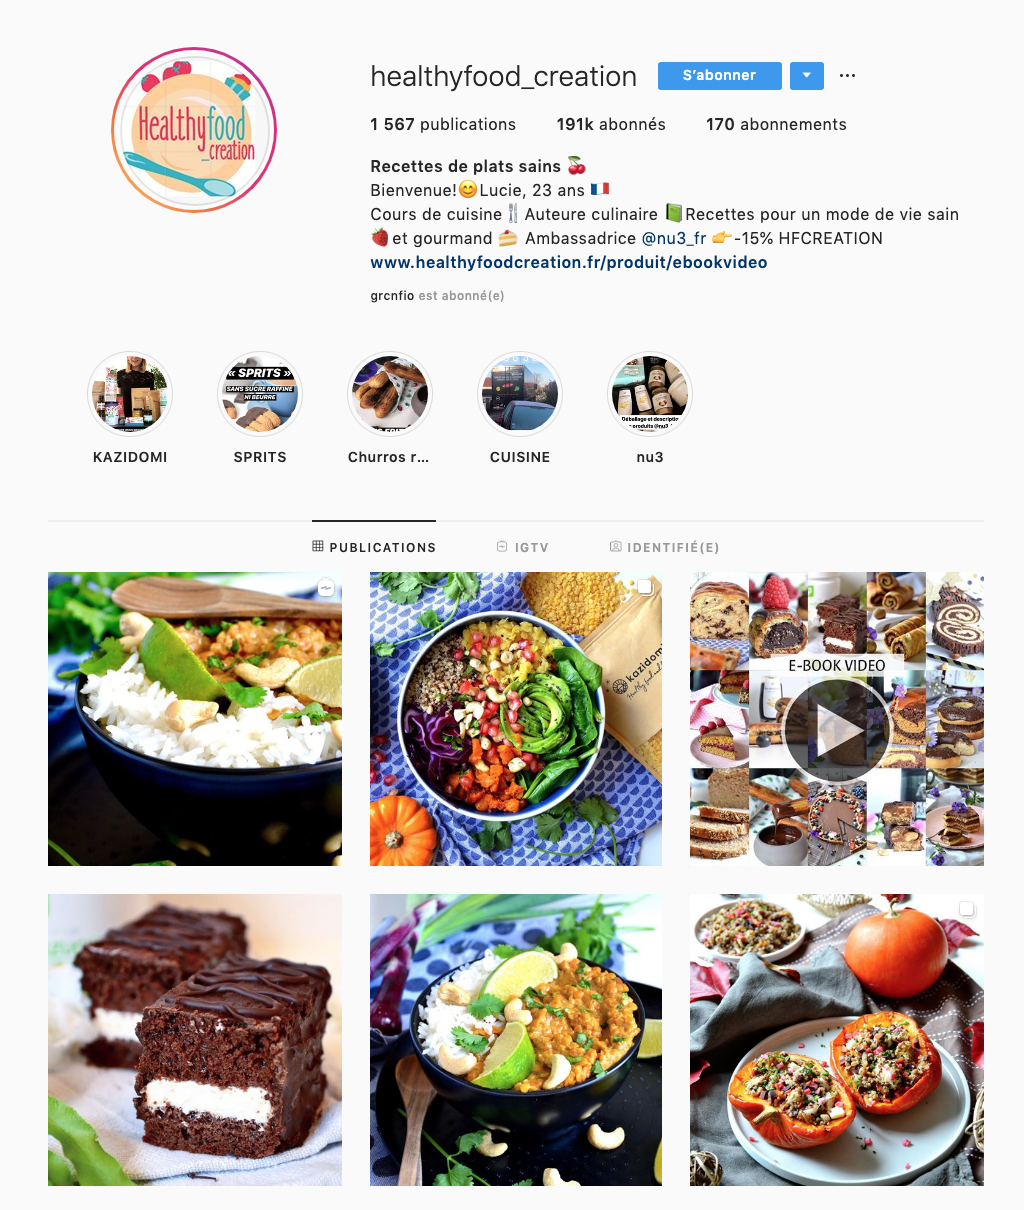 Healthyfood
_creation
healthyfood_creation S'abonner
1 567 publications 191k abonnés 170 abonnements
Recettes de plats sains 🍒
Bienvenue!😊Lucie, 23 ans 🇫🇷
Cours de cuisine🍴Auteure culinaire 📗Recettes pour un mode de vie sain
🍓et gourmand 🍰 Ambassadrice @nu3_fr 👉-15% HFCREATION
www.healthyfoodcreation.fr/produit/ebookvideo
grcnfio est abonné(e)
« SPRITS »
SANS SUCRE RAFFINÉ
NI BEURRE
Déballage et descriptio
produits @nu3
KAZIDOMI SPRITS Churros r... CUISINE nu3
PUBLICATIONS IGTV IDENTIFIÉ(E)
kazidomi
E-BOOK VIDEO